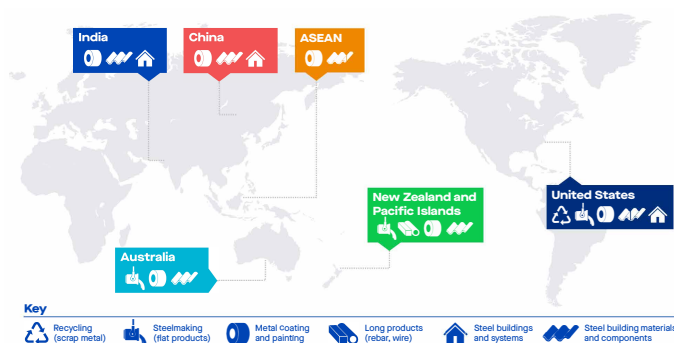 India
China
ASEAN
New Zealand and
Pacific Islands
United States
Australia
Key
Recycling
(scrap metal)
Steelmaking
(flat products)
Metal coating
and painting
Long products
(rebar, wire)
Steel buildings
and systems
Steel building materials
and components